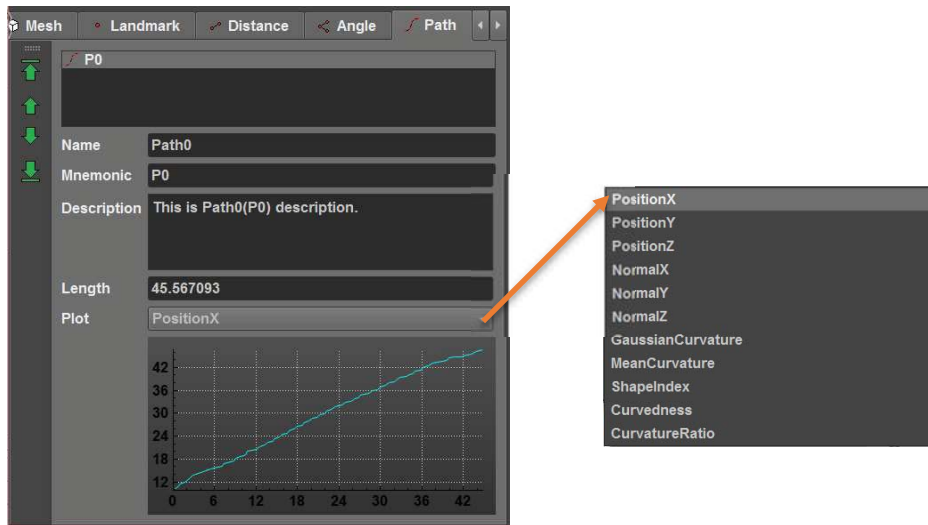 Mesh Landmark Distance Angle Path
P0
Name Path0
Mnemonic P0
Description This is Path0(P0) description.
Length 45.567093
Plot PositionX
42
36
30
24
18
12
0 6 12 18 24 30 36 42
PositionX
PositionY
PositionZ
NormalX
NormalY
NormalZ
GaussianCurvature
MeanCurvature
ShapeIndex
Curvedness
CurvatureRatio